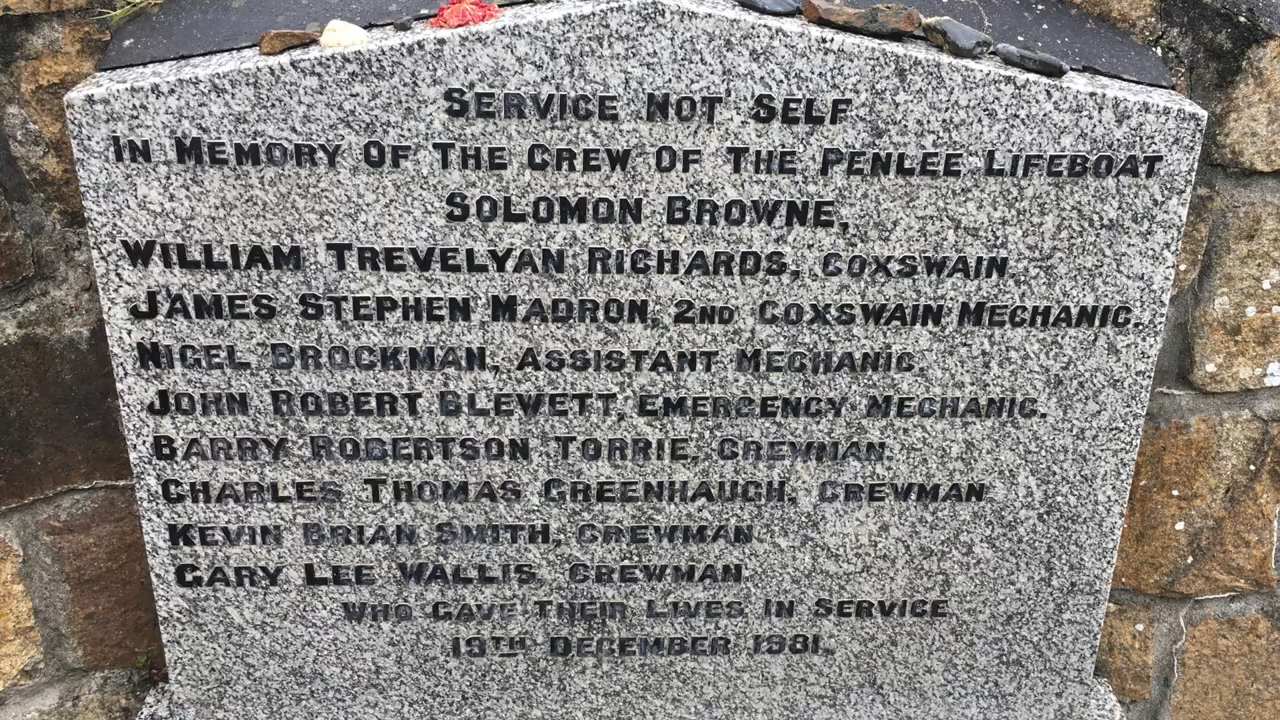 SERVICE NOT SELF
IN MEMORY OF THE CREW OF THE PENLEE LIFEBOAT
SOLOMON BROWNE,
WILLIAM TREVELYAN RICHARDS, COXSWAIN.
JAMES STEPHEN MADRON, 2ND COXSWAIN MECHANIC.
NIGEL BROCKMAN, ASSISTANT MECHANIC.
JOHN ROBERT BLEWETT, EMERGENCY MECHANIC.
BARRY ROBERTSON TORRIE, CREWMAN.
CHARLES THOMAS GREENHAUGH, CREWMAN
KEVIN BRIAN SMITH, CREWMAN
GARY LEE WALLIS, CREWMAN
WHO GAVE THEIR LIVES IN SERVICE
19TH DECEMBER 1981.